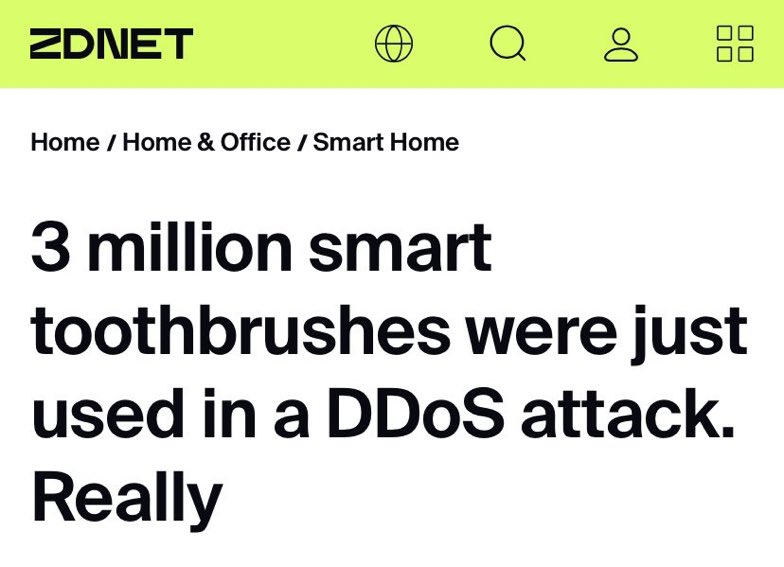 ZDNET
Home / Home & Office / Smart Home
3 million smart
toothbrushes were just
used in a DDoS attack.
Really